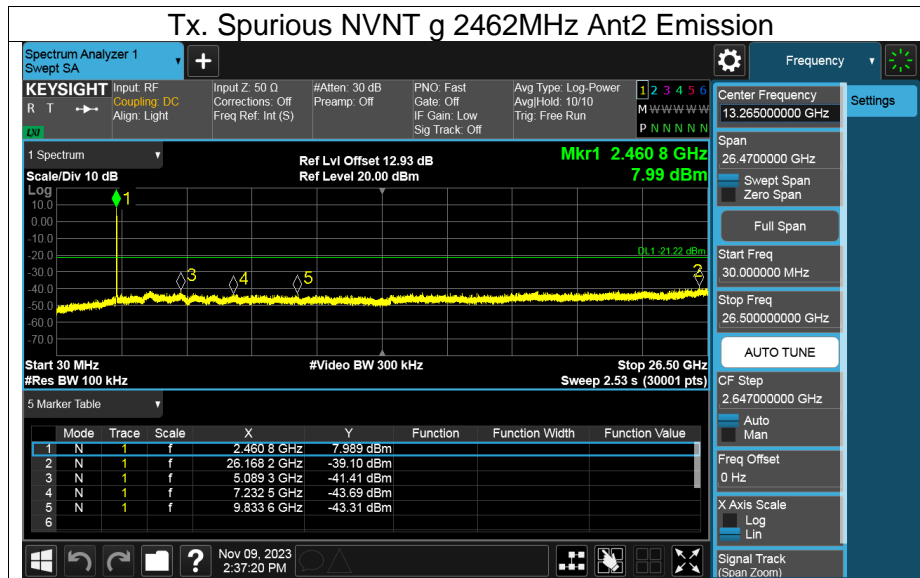 Tx. Spurious NVNT g 2462MHz Ant2 Emission
Spectrum Analyzer 1
Swept SA
+
Frequency
KEYSIGHT
R T
LXI
Input: RF
Coupling: DC
Align: Light
Input Z: 50 Ω
Corrections: Off
Freq Ref: Int (S)
#Atten: 30 dB
Preamp: Off
PNO: Fast
Gate: Off
IF Gain: Low
Sig Track: Off
Avg Type: Log-Power
Avg|Hold: 10/10
Trig: Free Run
1 2 3 4 5 6
M W W W W W
P N N N N N
1 Spectrum
Scale/Div 10 dB
Ref Lvl Offset 12.93 dB
Ref Level 20.00 dBm
Mkr1 2.460 8 GHz
7.99 dBm
Log
10.0
0.00
-10.0
-20.0
-30.0
-40.0
-50.0
-60.0
-70.0
1
3
4
5
2
DL1 -21.22 dBm
Start 30 MHz
#Res BW 100 kHz
#Video BW 300 kHz
Stop 26.50 GHz
Sweep 2.53 s (30001 pts)
5 Marker Table
Mode Trace Scale X Y Function Function Width Function Value
1 N 1 f 2.460 8 GHz 7.989 dBm
2 N 1 f 26.168 2 GHz -39.10 dBm
3 N 1 f 5.089 3 GHz -41.41 dBm
4 N 1 f 7.232 5 GHz -43.69 dBm
5 N 1 f 9.833 6 GHz -43.31 dBm
6
?
Nov 09, 2023
2:37:20 PM
Center Frequency
13.265000000 GHz
Span
26.4700000 GHz
Swept Span
Zero Span
Full Span
Start Freq
30.000000 MHz
Stop Freq
26.500000000 GHz
AUTO TUNE
CF Step
2.647000000 GHz
Auto
Man
Freq Offset
0 Hz
X Axis Scale
Log
Lin
Signal Track
(Span Zoom)
Settings